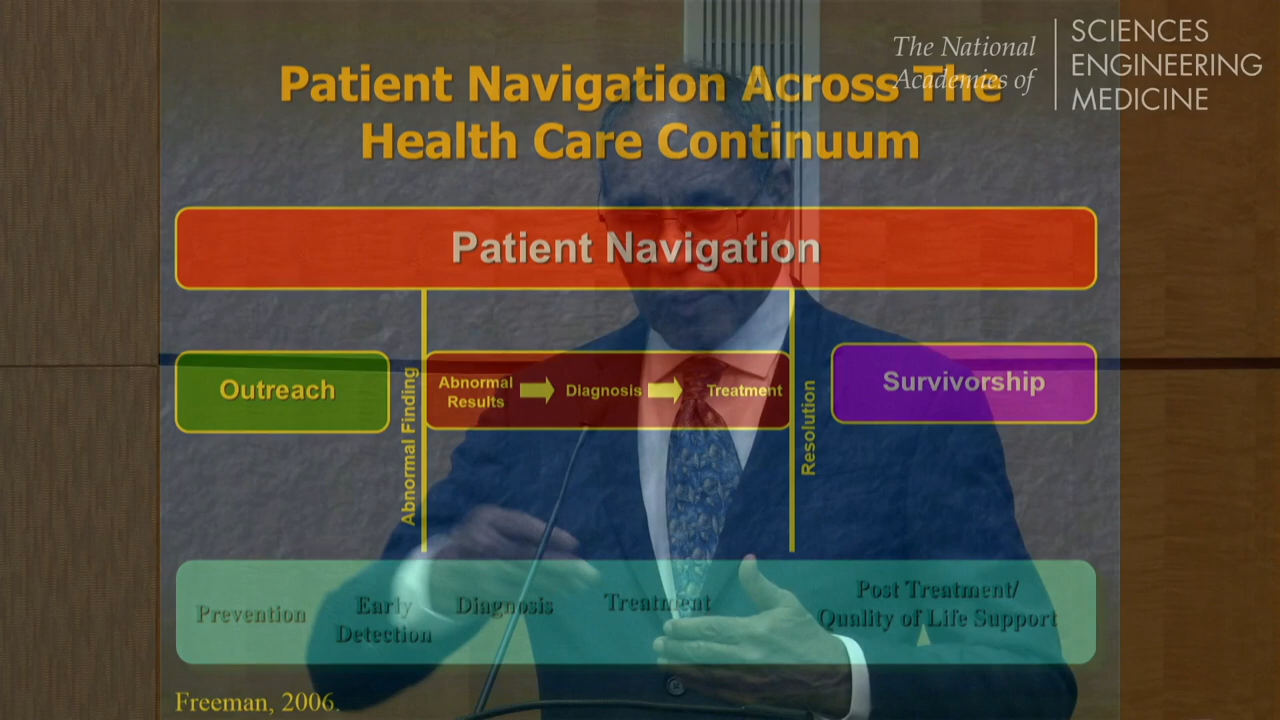 The National
Academies of
SCIENCES
ENGINEERING
MEDICINE
Patient Navigation Across The
Health Care Continuum
Patient Navigation
Outreach
Abnormal Finding
Abnormal
Results
Diagnosis
Treatment
Resolution
Survivorship
Prevention
Early
Detection
Diagnosis
Treatment
Post Treatment/
Quality of Life Support
Freeman, 2006.